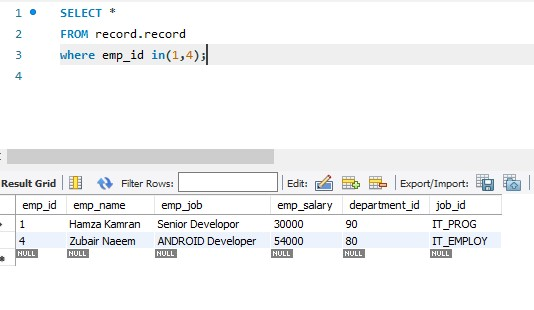 1 SELECT *
2 FROM record.record
3 where emp_id in(1,4);
4
Result Grid Filter Rows: Edit: Export/Import:
emp_id emp_name emp_job emp_salary department_id job_id
1 Hamza Kamran Senior Developor 30000 90 IT_PROG
4 Zubair Naeem ANDROID Developer 54000 80 IT_EMPLOY
NULL NULL NULL NULL NULL NULL